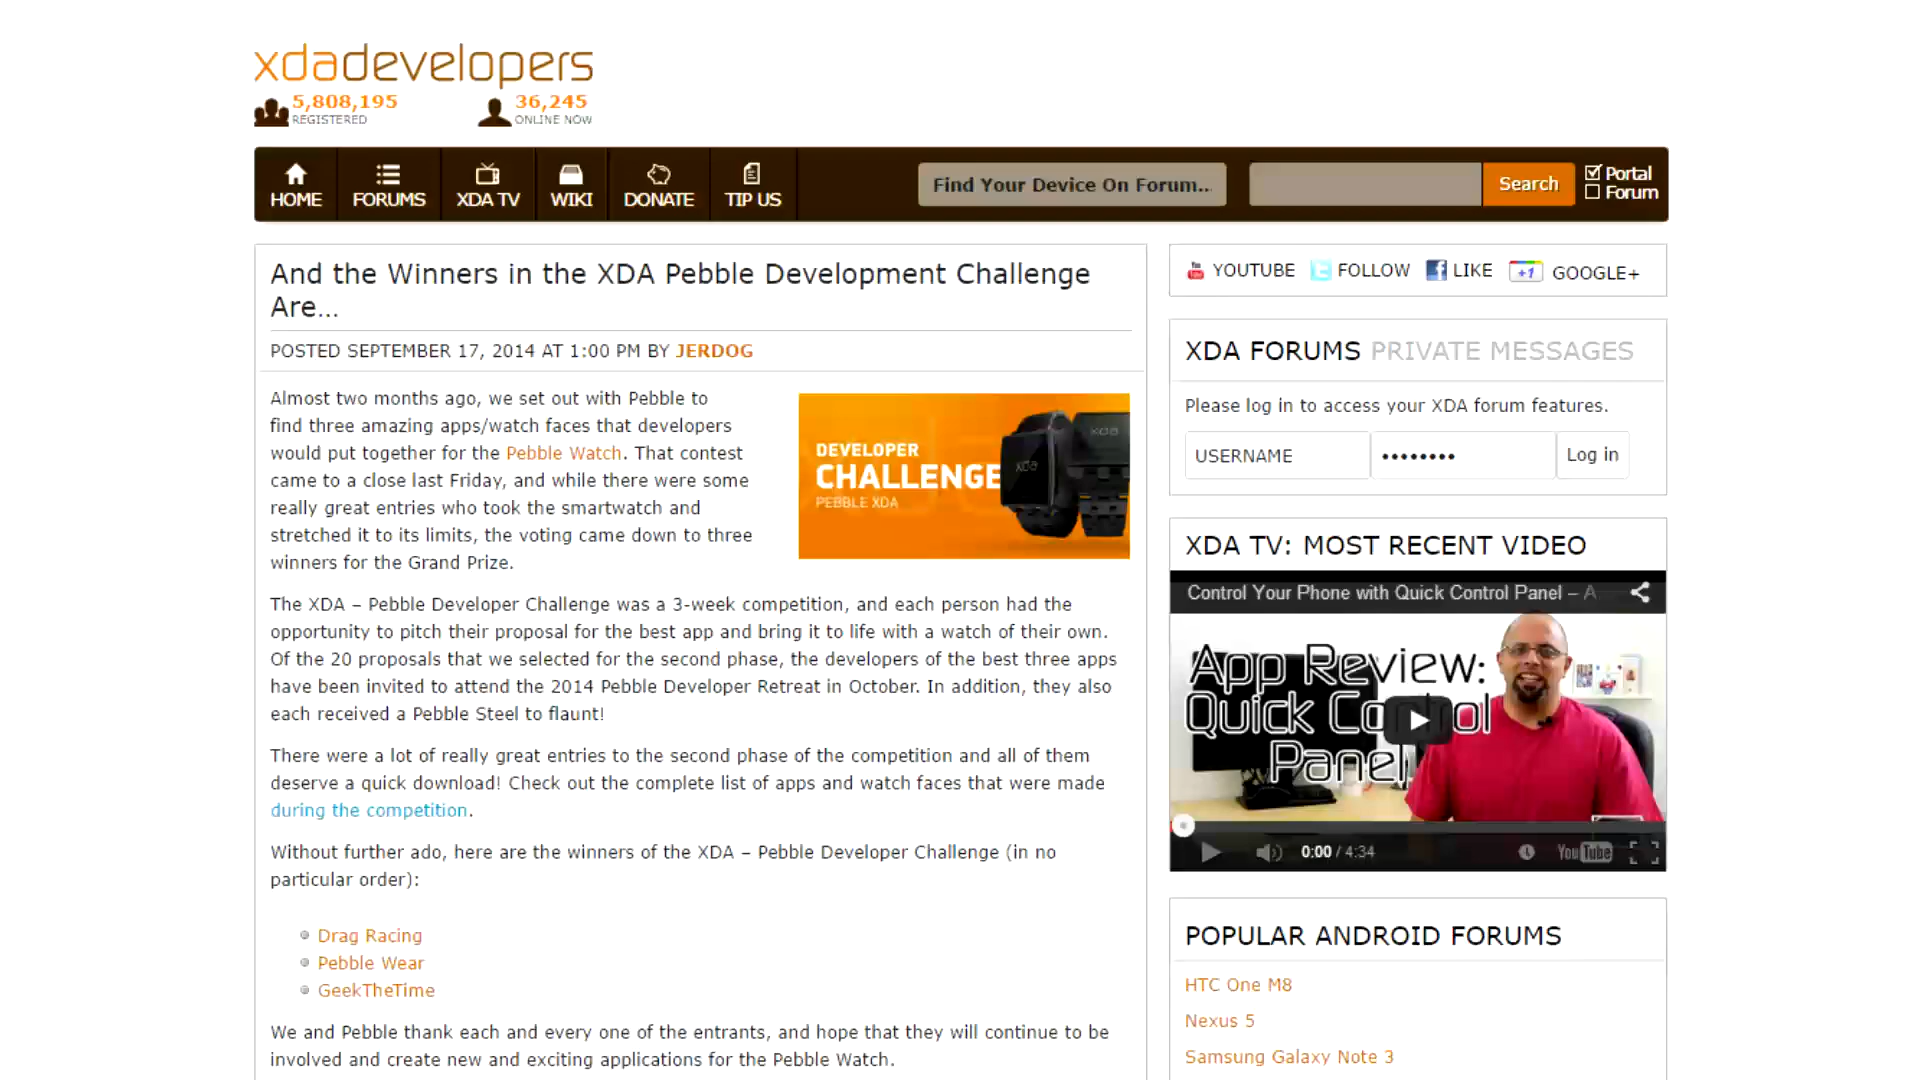 xdadevelopers
5,808,195
REGISTERED
36,245
ONLINE NOW
HOME
FORUMS
XDA TV
WIKI
DONATE
TIP US
Find Your Device On Forum...
Search
Portal
Forum
And the Winners in the XDA Pebble Development Challenge
Are...
POSTED SEPTEMBER 17, 2014 AT 1:00 PM BY JERDOG
Almost two months ago, we set out with Pebble to
find three amazing apps/watch faces that developers
would put together for the Pebble Watch. That contest
came to a close last Friday, and while there were some
really great entries who took the smartwatch and
stretched it to its limits, the voting came down to three
winners for the Grand Prize.
DEVELOPER
CHALLENGE
PEBBLE XDA
xda
xda
The XDA – Pebble Developer Challenge was a 3-week competition, and each person had the
opportunity to pitch their proposal for the best app and bring it to life with a watch of their own.
Of the 20 proposals that we selected for the second phase, the developers of the best three apps
have been invited to attend the 2014 Pebble Developer Retreat in October. In addition, they also
each received a Pebble Steel to flaunt!
There were a lot of really great entries to the second phase of the competition and all of them
deserve a quick download! Check out the complete list of apps and watch faces that were made
during the competition.
Without further ado, here are the winners of the XDA – Pebble Developer Challenge (in no
particular order):
Drag Racing
Pebble Wear
GeekTheTime
We and Pebble thank each and every one of the entrants, and hope that they will continue to be
involved and create new and exciting applications for the Pebble Watch.
YOUTUBE
FOLLOW
LIKE
+1
GOOGLE+
XDA FORUMS PRIVATE MESSAGES
Please log in to access your XDA forum features.
USERNAME
••••••••
Log in
XDA TV: MOST RECENT VIDEO
Control Your Phone with Quick Control Panel – A...
App Review:
Quick Control
Panel
0:00 / 4:34
YouTube
POPULAR ANDROID FORUMS
HTC One M8
Nexus 5
Samsung Galaxy Note 3